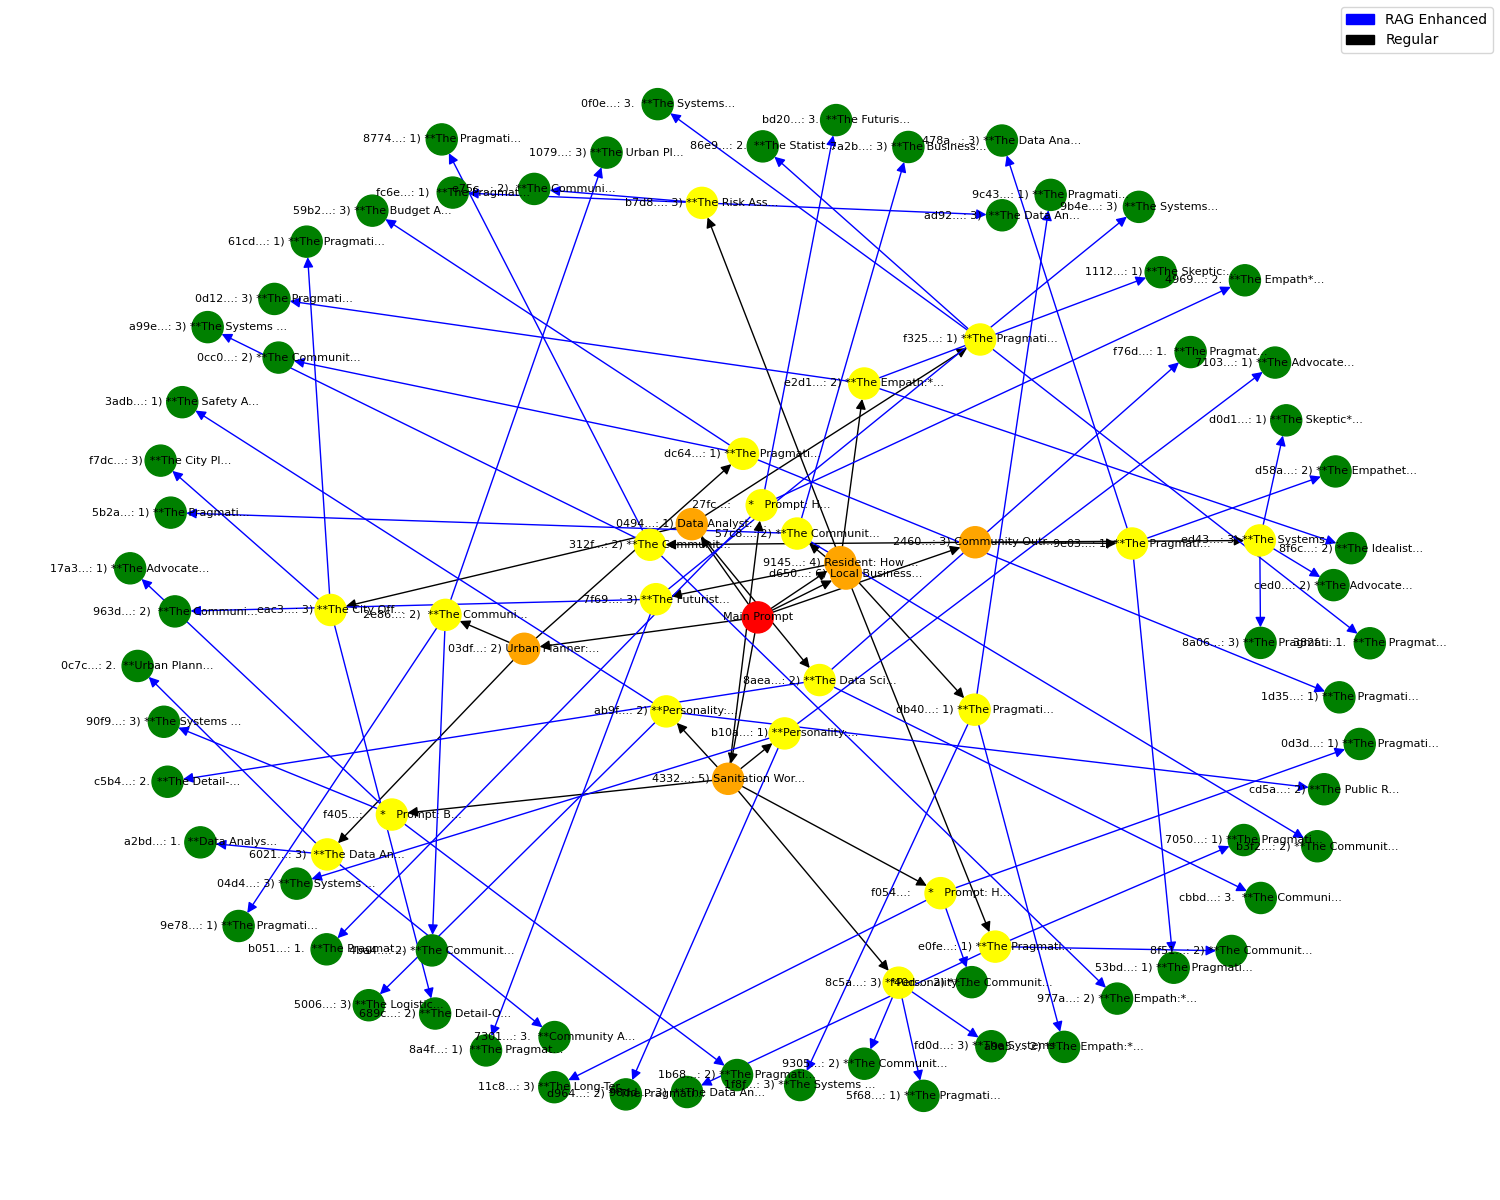 RAG Enhanced
Regular
0f0e...: 3.  **The Systems...
bd20...: 3.  **The Futuris...
8774...: 1) **The Pragmati...
86e9...: 2.  **The Statist...
478a...: 3) **The Data Ana...
1079...: 3) **The Urban Pl...
**The Business...
fc6e...: 1)  **The Pragmat...
**The Communi...
b7d8...: 3) **The Risk Ass...
9c43...: 1) **The Pragmati...
9b4e...: 3) **The Systems...
59b2...: 3) **The Budget A...
ad92...: 3) **The Data An...
61cd...: 1) **The Pragmati...
1112...: 1) **The Skeptic:...
4969...: 2.  **The Empath*...
0d12...: 3) **The Pragmati...
a99e...: 3) **The Systems ...
f325...: 1) **The Pragmati...
0cc0...: 2) **The Communit...
f76d...: 1.  **The Pragmat...
7103...: 1) **The Advocate...
e2d1...: 2) **The Empath:*...
3adb...: 1) **The Safety A...
d0d1...: 1) **The Skeptic*...
dc64...: 1) **The Pragmati...
f7dc...: 3)  **The City Pl...
d58a...: 2) **The Empathet...
27fc...:     *   Prompt: H...
5b2a...: 1) **The Pragmati...
0494...: 1) Data Analyst...
57c8...: 2) **The Communit...
312f...: 2) **The Communit...
2460...: 3) Community Outr...
9e03...: 1) **The Pragmati...
ed43...: 3) **The Systems...
8f6c...: 2) **The Idealist...
9145...: 4) Resident: How ...
17a3...: 1) **The Advocate...
d650...: 6) Local Business...
ced0...: 2) **The Advocate...
7f69...: 3) **The Futurist...
963d...: 2)  **The Communi...
eac3...: 3) **The City Off...
2e86...: 2)  **The Communi...
Main Prompt
8a06...: 3) **The Pragmati...
382f...: 1.  **The Pragmat...
03df...: 2) Urban Planner:...
0c7c...: 2.  **Urban Plann...
8aea...: 2) **The Data Sci...
1d35...: 1) **The Pragmati...
ab9f...: 2) **Personality:...
db40...: 1) **The Pragmati...
90f9...: 3) **The Systems ...
b10a...: 1) **Personality:...
0d3d...: 1) **The Pragmati...
4332...: 5) Sanitation Wor...
c5b4...: 2.  **The Detail-...
cd5a...: 2) **The Public R...
f405...:     *   Prompt: B...
a2bd...: 1.  **Data Analys...
7050...: 1) **The Pragmati...
b3f2...: 2) **The Communit...
6021...: 3)  **The Data An...
04d4...: 3) **The Systems ...
f054...:     *   Prompt: H...
cbbd...: 3.  **The Communi...
9e78...: 1) **The Pragmati...
b051...: 1.  **The Pragmat...
4ba4...: 2) **The Communit...
e0fe...: 1) **The Pragmati...
8f51...: 2) **The Communit...
53bd...: 1) **The Pragmati...
8c5a...: 3) **Personality:...
**The Communit...
977a...: 2) **The Empath:*...
5006...: 3) **The Logistic...
689c...: 2) **The Detail-O...
7301...: 3.  **Community A...
8a4f...: 1)  **The Pragmat...
fd0d...: 3) **The Systems...
**The Empath:*...
9305...: 2) **The Communit...
1b68...: 2) **The Pragmati...
11c8...: 3) **The Long-Ter...
1f8f...: 3) **The Systems ...
d964...: 2) **The Pragmati...
**The Data An...
5f68...: 1) **The Pragmati...